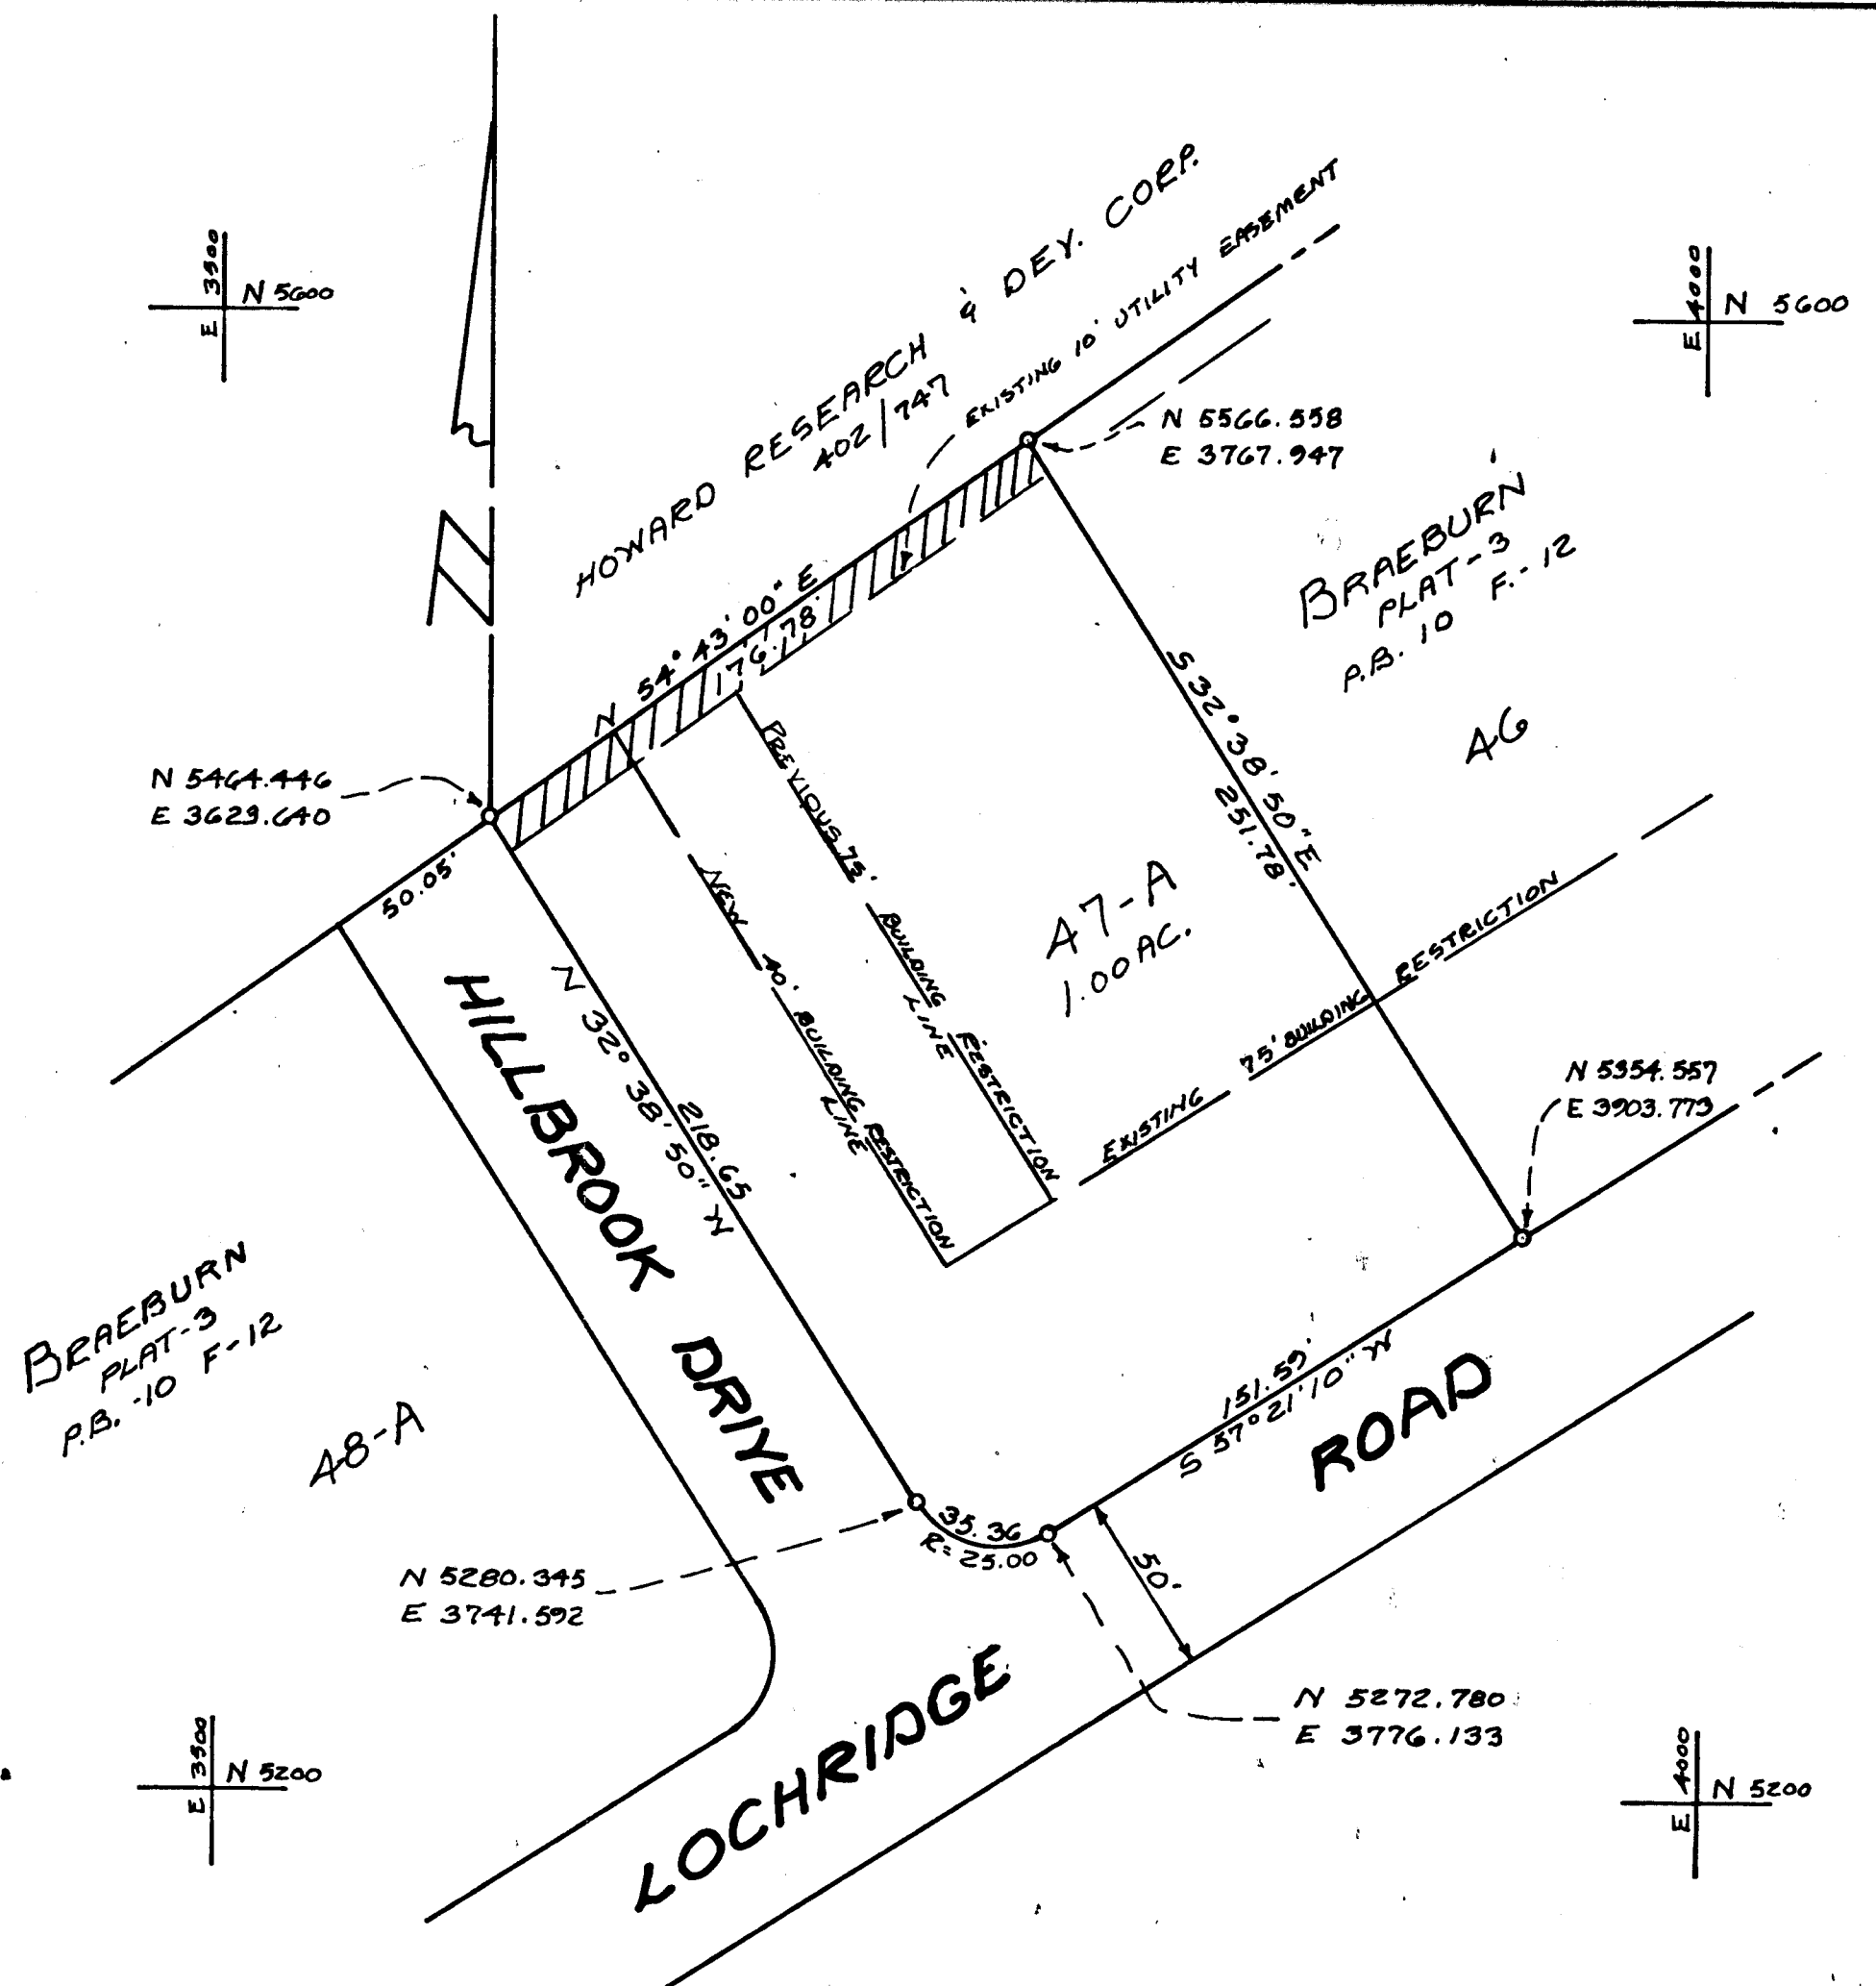 E 3500
N 5600
E 4000
N 5600
HOWARD RESEARCH & DEV. CORP.
402/747
EXISTING 10' UTILITY EASEMENT
N 5566.558
E 3767.947
BRAEBURN
PLAT-3
P.B. 10 F.-12
A6
N 54° 43' 00" E
176.78'
N 5464.446
E 3623.640
50.05'
S 32° 38' 50" E
251.78'
PREVIOUS 75' BUILDING RESTRICTION
LINE
NEW BUILDING RESTRICTION
LINE
A7-A
1.00 AC.
EXISTING 75' BUILDING RESTRICTION
N 5354.557
E 3903.773
HILLBROOK DRIVE
N 32° 38' 50" W
218.65
BRAEBURN
PLAT-3
P.B. -10 F-12
A8-A
151.59'
S 57° 21' 10" W
35.36
R= 25.00
50'
LOCHRIDGE ROAD
N 5280.345
E 3741.592
N 5272.780
E 3776.133
E 3500
N 5200
E 4000
N 5200